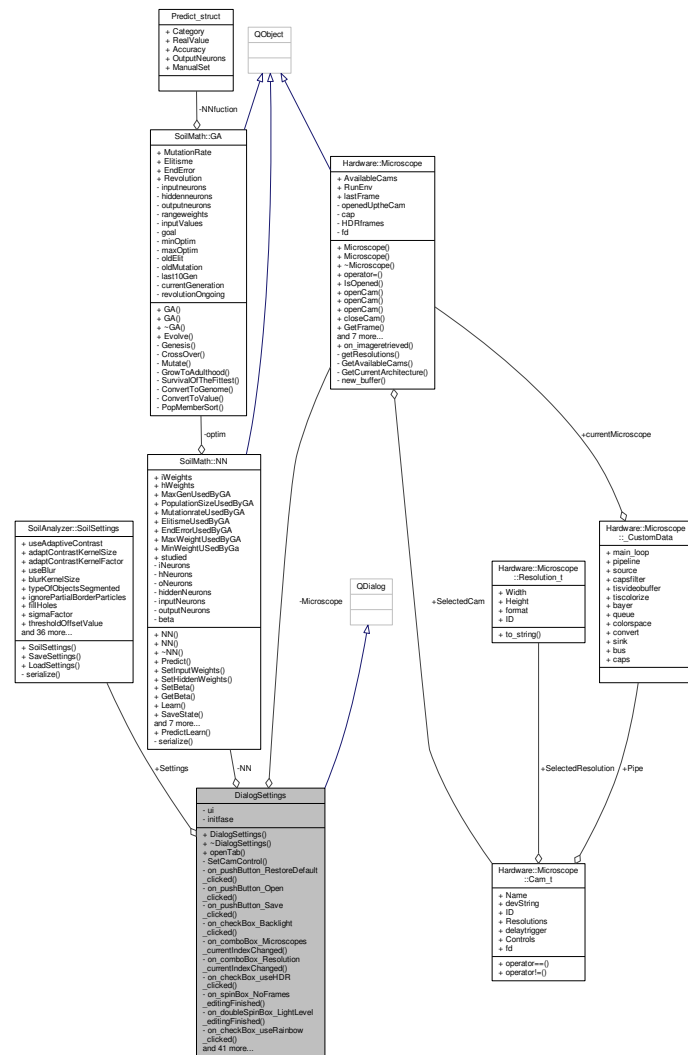 Predict_struct
+ Category
+ RealValue
+ Accuracy
+ OutputNeurons
+ ManualSet
QObject
-NNfuction
SoilMath::GA
+ MutationRate
+ Elitisme
+ EndError
+ Revolution
- inputneurons
- hiddenneurons
- outputneurons
- rangeweights
- inputValues
- goal
- minOptim
- maxOptim
- oldElit
- oldMutation
- last10Gen
- currentGeneration
- revolutionOngoing
+ GA()
+ GA()
+ ~GA()
+ Evolve()
- Genesis()
- CrossOver()
- Mutate()
- GrowToAdulthood()
- SurvivalOfTheFittest()
- ConvertToGenome()
- ConvertToValue()
- PopMemberSort()
Hardware::Microscope
+ AvailableCams
+ RunEnv
+ lastFrame
- openedUptheCam
- cap
- HDRframes
- fd
+ Microscope()
+ Microscope()
+ ~Microscope()
+ operator=()
+ IsOpened()
+ openCam()
+ openCam()
+ openCam()
+ closeCam()
+ GetFrame()
and 7 more...
+ on_imageretrieved()
- getResolutions()
- GetAvailableCams()
- GetCurrentArchitecture()
- new_buffer()
-optim
+currentMicroscope
SoilMath::NN
+ iWeights
+ hWeights
+ MaxGenUsedByGA
+ PopulationSizeUsedByGA
+ MutationrateUsedByGA
+ ElitismeUsedByGA
+ EndErrorUsedByGA
+ MaxWeightUsedByGA
+ MinWeightUSedByGa
+ studied
- iNeurons
- hNeurons
- oNeurons
- hiddenNeurons
- inputNeurons
- outputNeurons
- beta
+ NN()
+ NN()
+ ~NN()
+ Predict()
+ SetInputWeights()
+ SetHiddenWeights()
+ SetBeta()
+ GetBeta()
+ Learn()
+ SaveState()
and 7 more...
+ PredictLearn()
- serialize()
SoilAnalyzer::SoilSettings
+ useAdaptiveContrast
+ adaptContrastKernelSize
+ adaptContrastKernelFactor
+ useBlur
+ blurKernelSize
+ typeOfObjectsSegmented
+ ignorePartialBorderParticles
+ fillHoles
+ sigmaFactor
+ thresholdOffsetValue
and 36 more...
+ SoilSettings()
+ SaveSettings()
+ LoadSettings()
- serialize()
Hardware::Microscope
::_CustomData
+ main_loop
+ pipeline
+ source
+ capsfilter
+ tisvideobuffer
+ tiscolorize
+ bayer
+ queue
+ colorspace
+ convert
+ sink
+ bus
+ caps
Hardware::Microscope
::Resolution_t
+ Width
+ Height
+ format
+ ID
+ to_string()
QDialog
-Microscope
+SelectedCam
+Settings
-NN
+SelectedResolution
+Pipe
DialogSettings
- ui
- initfase
+ DialogSettings()
+ ~DialogSettings()
+ openTab()
- SetCamControl()
- on_pushButton_RestoreDefault
_clicked()
- on_pushButton_Open
_clicked()
- on_pushButton_Save
_clicked()
- on_checkBox_Backlight
_clicked()
- on_comboBox_Microscopes
_currentIndexChanged()
- on_comboBox_Resolution
_currentIndexChanged()
- on_checkBox_useHDR
_clicked()
- on_spinBox_NoFrames
_editingFinished()
- on_doubleSpinBox_LightLevel
_editingFinished()
- on_checkBox_useRainbow
_clicked()
and 41 more...
Hardware::Microscope
::Cam_t
+ Name
+ devString
+ ID
+ Resolutions
+ delaytrigger
+ Controls
+ fd
+ operator==()
+ operator!=()